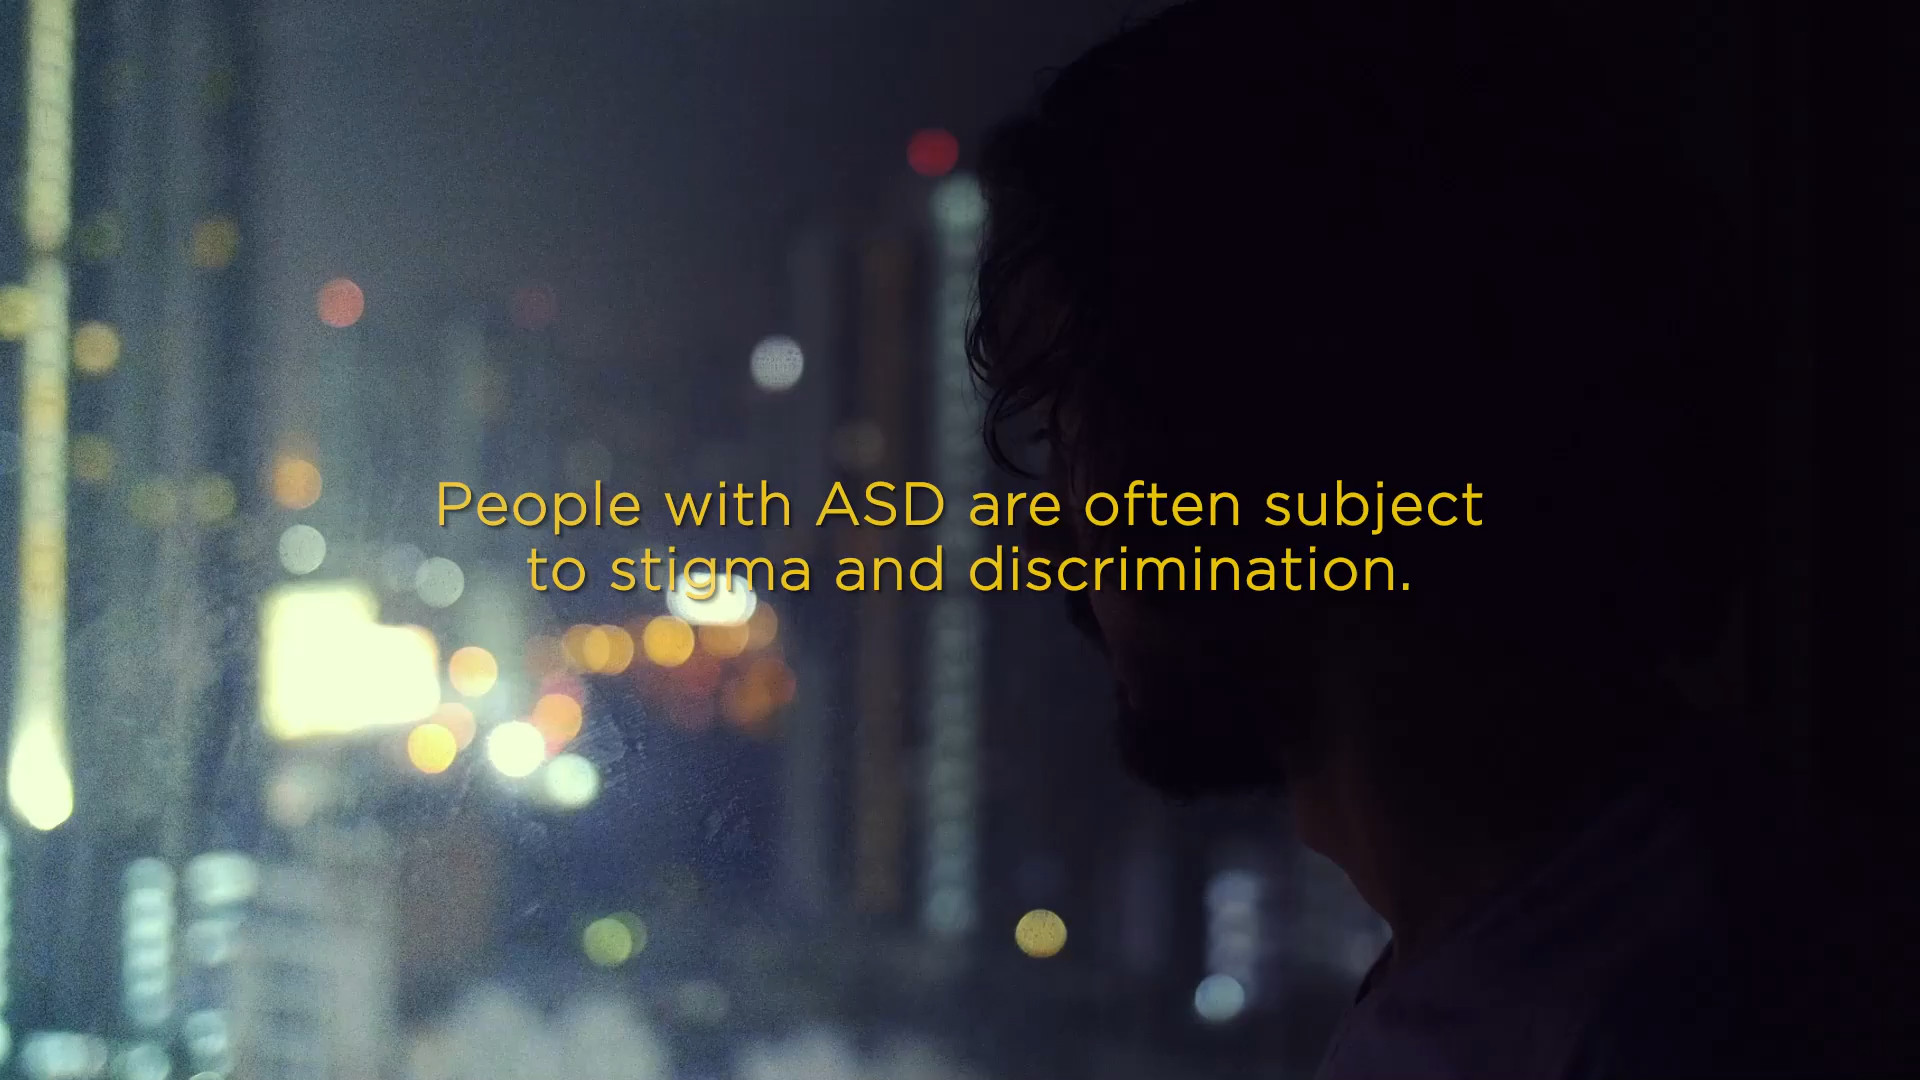 People with ASD are often subject
to stigma and discrimination.